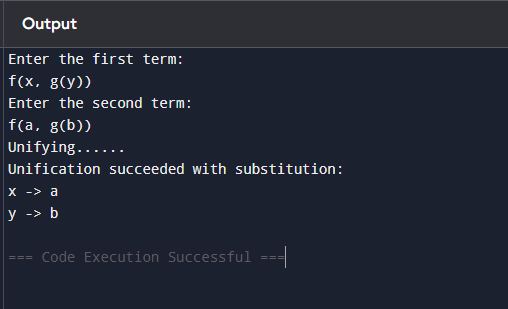 Output
Enter the first term:
f(x, g(y))
Enter the second term:
f(a, g(b))
Unifying......
Unification succeeded with substitution:
x -> a
y -> b
=== Code Execution Successful ===